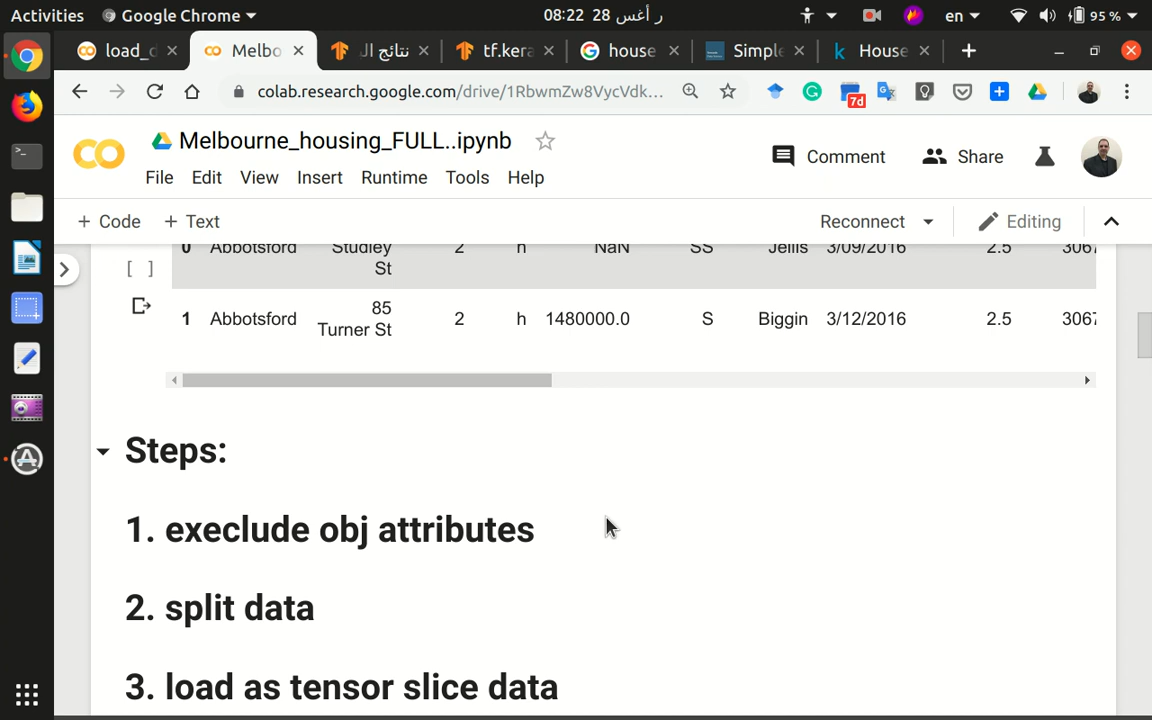 Activities Google Chrome 08:22 28 ر أغس en 95 %
load_c Melbo نتائج ال tf.kera house Simple House
colab.research.google.com/drive/1RbwmZw8VycVdk... 7d
Melbourne_housing_FULL..ipynb Comment Share
File Edit View Insert Runtime Tools Help
+ Code + Text Reconnect Editing
0 Abbotsford Studley St 2 h NaN SS Jellis 3/09/2016 2.5 3067
[ ]
1 Abbotsford 85 Turner St 2 h 1480000.0 S Biggin 3/12/2016 2.5 3067
Steps:
1. execlude obj attributes
2. split data
3. load as tensor slice data